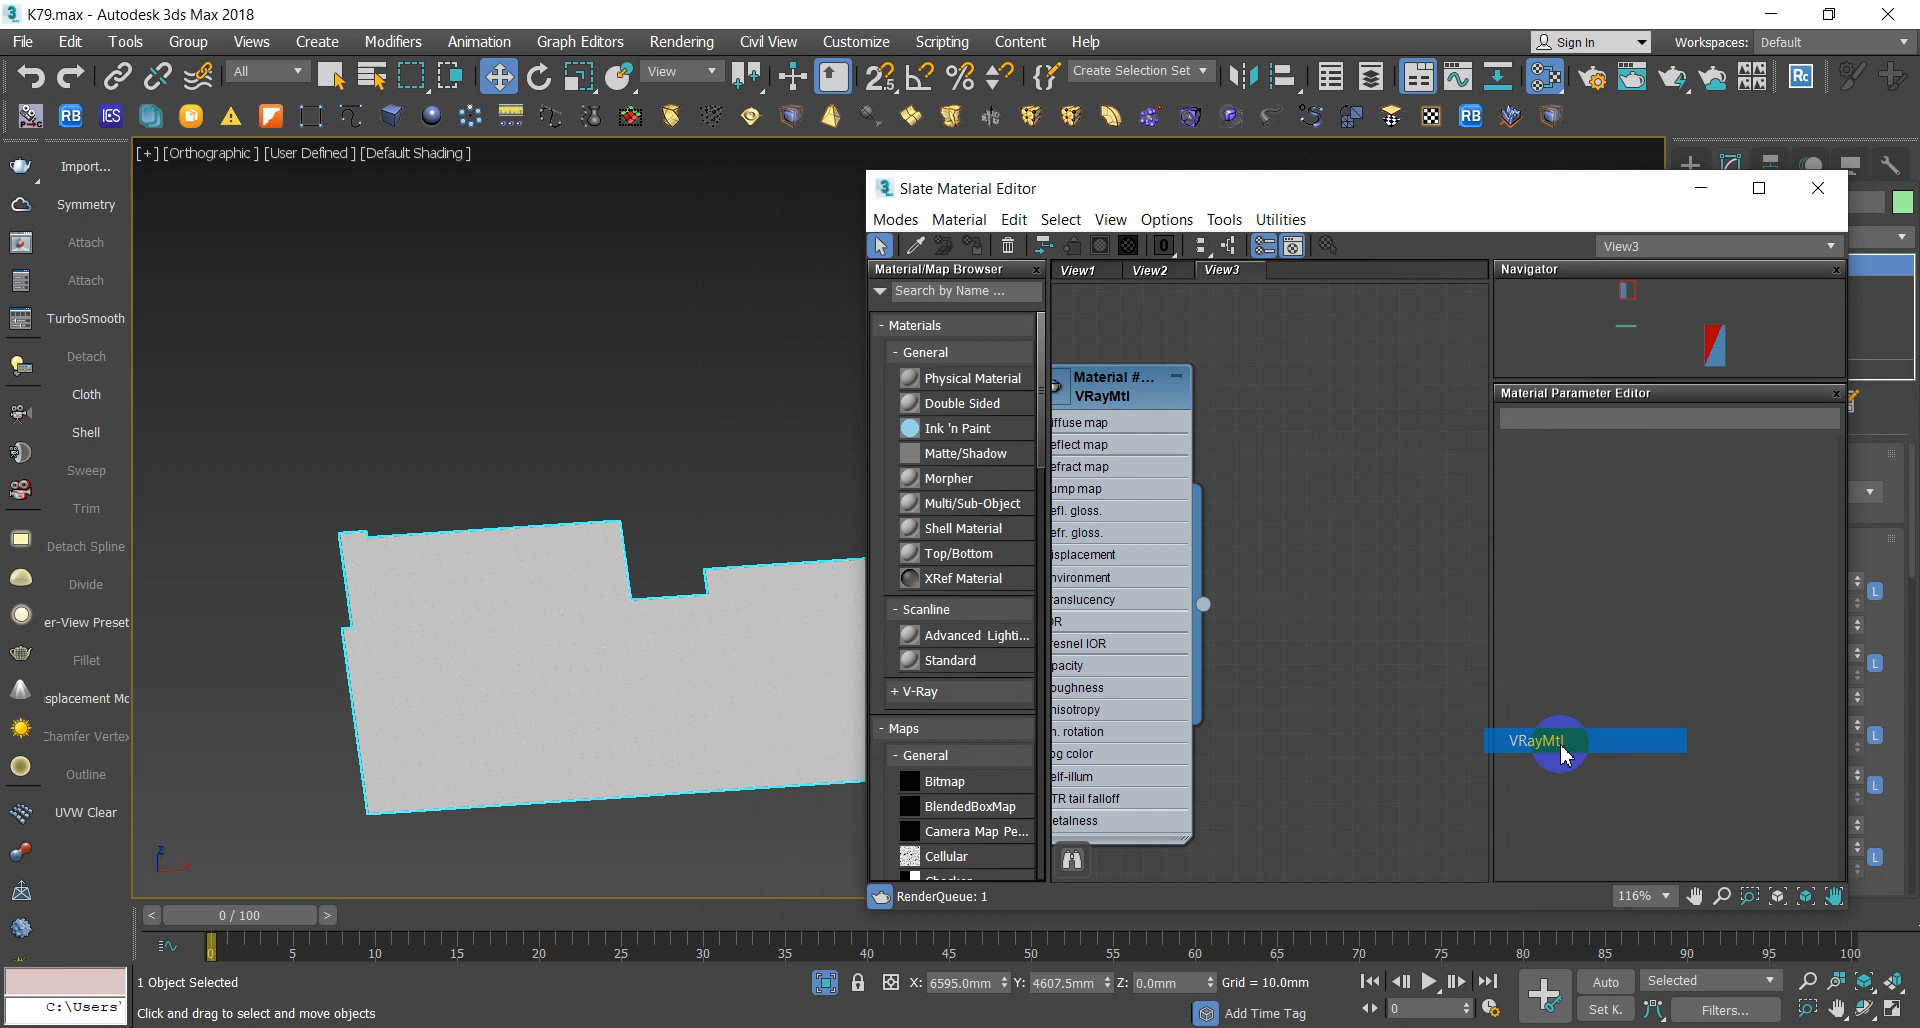 K79.max - Autodesk 3ds Max 2018
File Edit Tools Group Views Create Modifiers Animation Graph Editors Rendering Civil View Customize Scripting Content Help
Sign In
Workspaces: Default
All
View
Create Selection Set
[+] [Orthographic ] [User Defined ] [Default Shading ]
Import...
Symmetry
Attach
Attach
TurboSmooth
Detach
Cloth
Shell
Sweep
Trim
Detach Spline
Divide
er-View Preset
Fillet
splacement Mo
Chamfer Vertex
Outline
UVW Clear
Slate Material Editor
Modes Material Edit Select View Options Tools Utilities
View3
Material/Map Browser
Search by Name ...
- Materials
- General
Physical Material
Double Sided
Ink 'n Paint
Matte/Shadow
Morpher
Multi/Sub-Object
Shell Material
Top/Bottom
XRef Material
- Scanline
Advanced Lighti...
Standard
+ V-Ray
- Maps
- General
Bitmap
BlendedBoxMap
Camera Map Pe...
Cellular
View1 View2 View3
Material #...
VRayMtl
iffuse map
eflect map
efract map
ump map
efl. gloss.
efr. gloss.
isplacement
nvironment
ranslucency
OR
resnel IOR
pacity
oughness
nisotropy
n. rotation
og color
elf-illum
TR tail falloff
etalness
Navigator
Material Parameter Editor
VRayMtl
RenderQueue: 1
116%
< 0 / 100 >
0 5 10 15 20 25 30 35 40 45 50 55 60 65 70 75 80 85 90 95 100
1 Object Selected
X: 6595.0mm Y: 4607.5mm Z: 0.0mm Grid = 10.0mm
Auto Selected
C:\Users'
Click and drag to select and move objects
Add Time Tag
0
Set K. Filters...